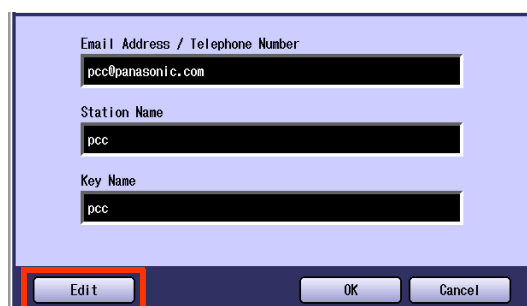 Email Address / Telephone Number
pcc@panasonic.com
Station Name
pcc
Key Name
pcc
Edit OK Cancel